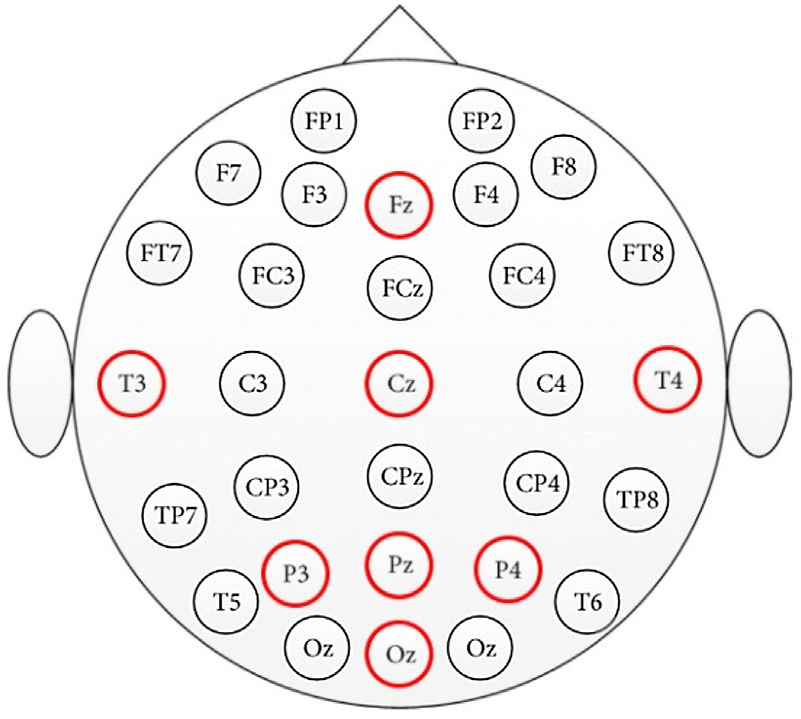 FP1 FP2
F7 F3 Fz F4 F8
FT7 FC3 FCz FC4 FT8
T3 C3 Cz C4 T4
TP7 CP3 CPz CP4 TP8
T5 P3 Pz P4 T6
Oz Oz Oz